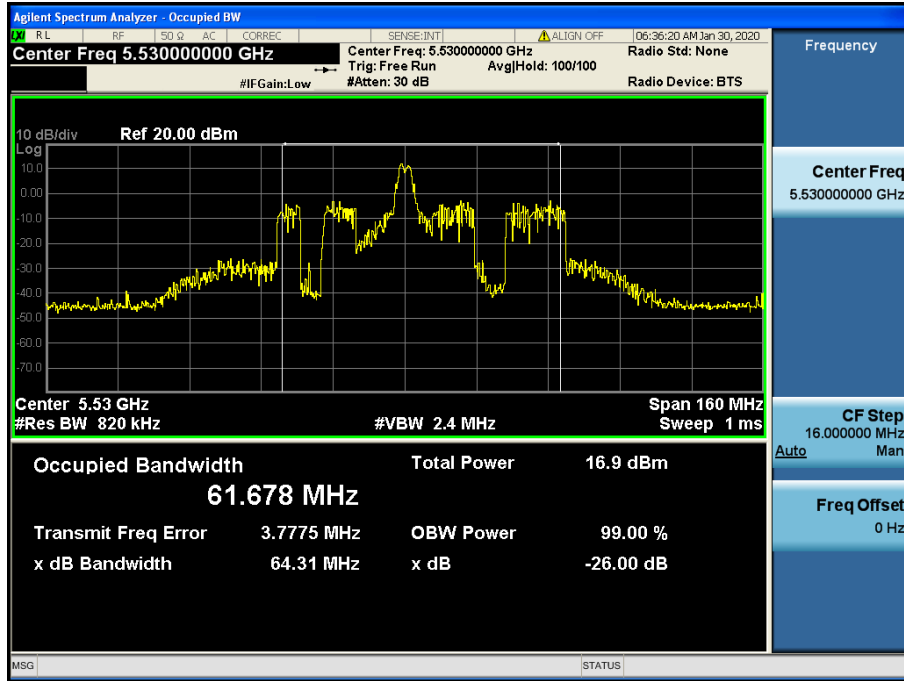 Agilent Spectrum Analyzer - Occupied BW
LXI RL RF 50 Ω AC CORREC SENSE:INT ALIGN OFF 06:36:20 AM Jan 30, 2020
Center Freq 5.530000000 GHz
Center Freq: 5.530000000 GHz Radio Std: None
Trig: Free Run Avg|Hold: 100/100
#IFGain:Low #Atten: 30 dB Radio Device: BTS
Frequency
10 dB/div Ref 20.00 dBm
Log
10.0
0.00
-10.0
-20.0
-30.0
-40.0
-50.0
-60.0
-70.0
Center 5.53 GHz Span 160 MHz
#Res BW 820 kHz #VBW 2.4 MHz Sweep 1 ms
Occupied Bandwidth Total Power 16.9 dBm
61.678 MHz
Transmit Freq Error 3.7775 MHz OBW Power 99.00 %
x dB Bandwidth 64.31 MHz x dB -26.00 dB
Center Freq
5.530000000 GHz
CF Step
16.000000 MHz
Auto Man
Freq Offset
0 Hz
MSG STATUS